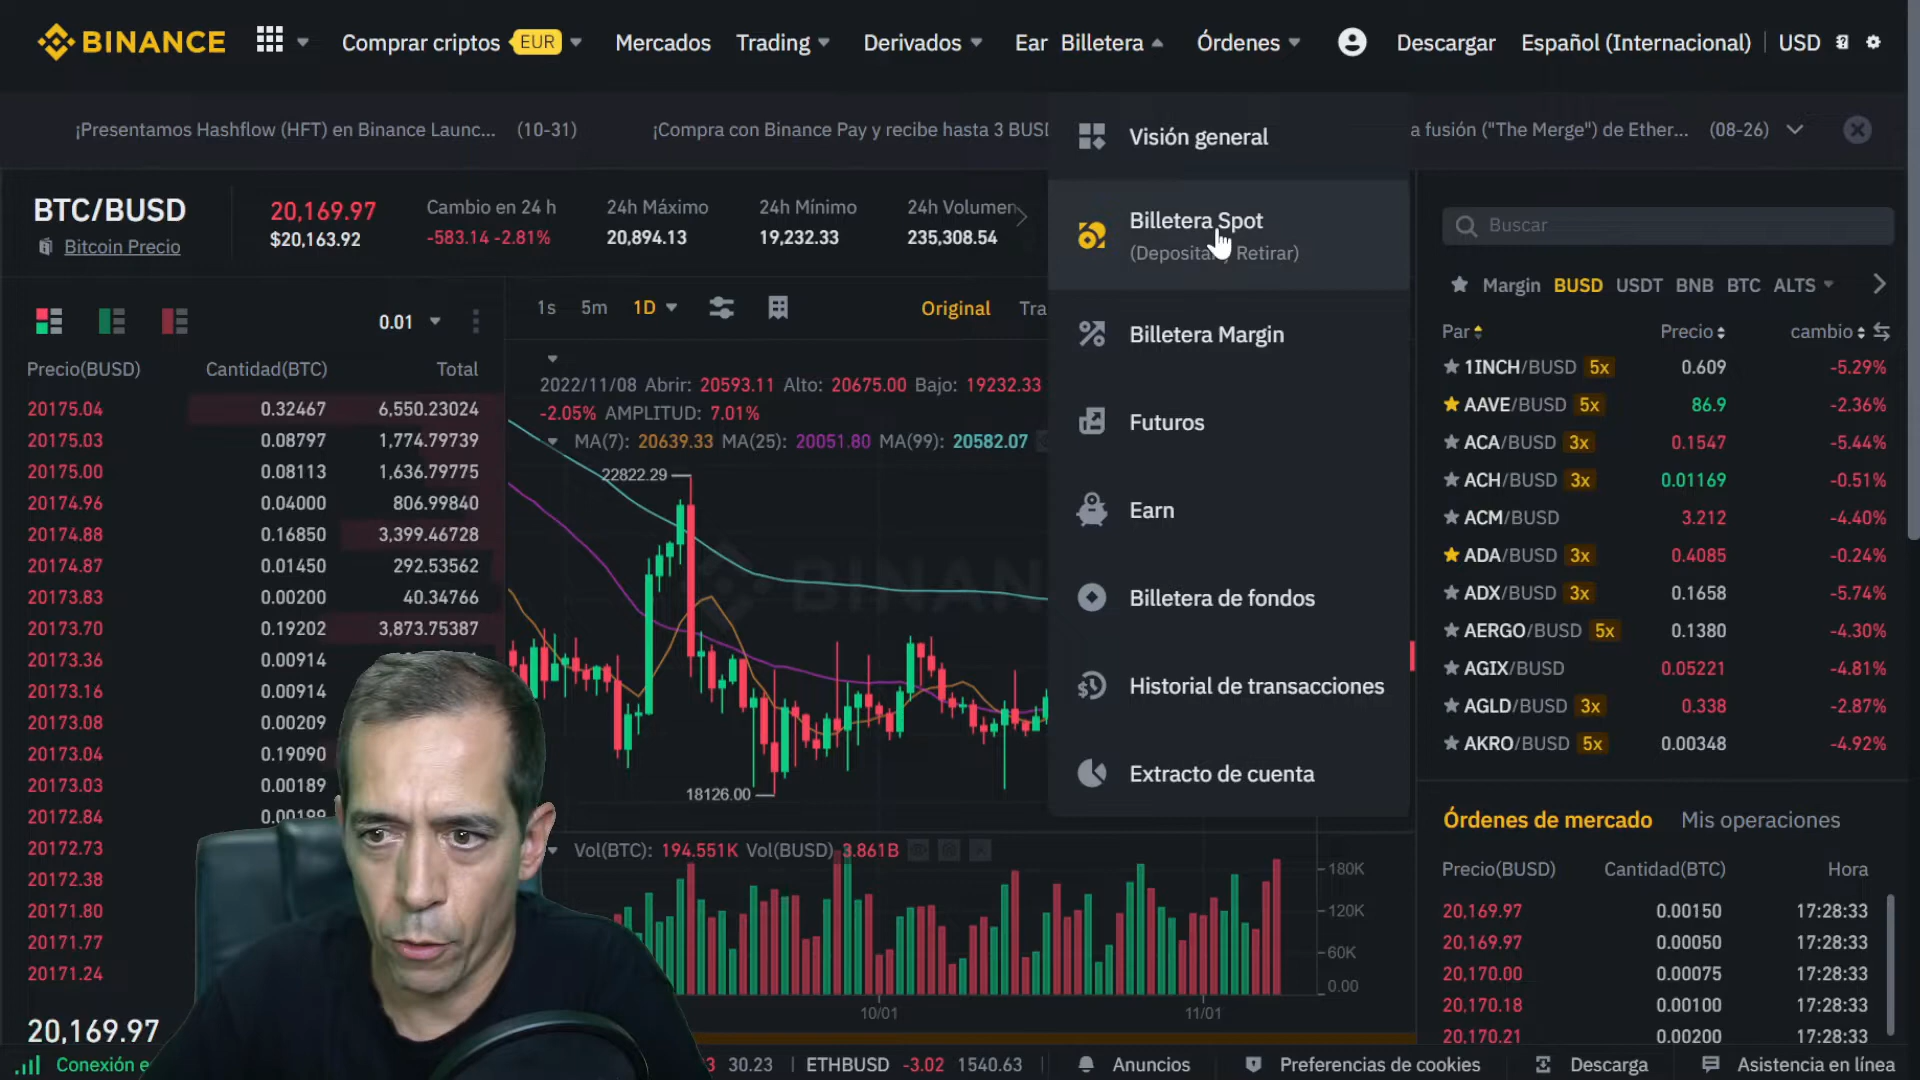 BINANCE
Comprar criptos EUR
Mercados
Trading
Derivados
Ear
Billetera
Órdenes
Descargar
Español (Internacional)
USD
¡Presentamos Hashflow (HFT) en Binance Launc... (10-31)
¡Compra con Binance Pay y recibe hasta 3 BUSD
a fusión ("The Merge") de Ether... (08-26)
BTC/BUSD
Bitcoin Precio
20,169.97
$20,163.92
Cambio en 24 h
-583.14 -2.81%
24h Máximo
20,894.13
24h Mínimo
19,232.33
24h Volumen
235,308.54
Visión general
Billetera Spot
(Depositar y Retirar)
Billetera Margin
Futuros
Earn
Billetera de fondos
Historial de transacciones
Extracto de cuenta
Buscar
Margin BUSD USDT BNB BTC ALTS
Par Precio cambio
1INCH/BUSD 5x 0.609 -5.29%
AAVE/BUSD 5x 86.9 -2.36%
ACA/BUSD 3x 0.1547 -5.44%
ACH/BUSD 3x 0.01169 -0.51%
ACM/BUSD 3.212 -4.40%
ADA/BUSD 3x 0.4085 -0.24%
ADX/BUSD 3x 0.1658 -5.74%
AERGO/BUSD 5x 0.1380 -4.30%
AGIX/BUSD 0.05221 -4.81%
AGLD/BUSD 3x 0.338 -2.87%
AKRO/BUSD 5x 0.00348 -4.92%
0.01
Precio(BUSD) Cantidad(BTC) Total
20175.04 0.32467 6,550.23024
20175.03 0.08797 1,774.79739
20175.00 0.08113 1,636.79775
20174.96 0.04000 806.99840
20174.88 0.16850 3,399.46728
20174.87 0.01450 292.53562
20173.83 0.00200 40.34766
20173.70 0.19202 3,873.75387
20173.36 0.00914
20173.16 0.00914
20173.08 0.00209
20173.04 0.19090
20173.03 0.00189
20172.84 0.00189
20172.73
20172.38
20171.80
20171.77
20171.24
20,169.97
1s 5m 1D
Original Tra
2022/11/08 Abrir: 20593.11 Alto: 20675.00 Bajo: 19232.33
-2.05% AMPLITUD: 7.01%
MA(7): 20639.33 MA(25): 20051.80 MA(99): 20582.07
22822.29
BINAN
18126.00
Vol(BTC): 194.551K Vol(BUSD) 3.861B
180K
120K
60K
0.00
10/01
11/01
Órdenes de mercado
Mis operaciones
Precio(BUSD) Cantidad(BTC) Hora
20,169.97 0.00150 17:28:33
20,169.97 0.00050 17:28:33
20,170.00 0.00075 17:28:33
20,170.18 0.00100 17:28:33
20,170.21 0.00200 17:28:33
Conexión e
3 30.23
ETHBUSD -3.02 1540.63
Anuncios
Preferencias de cookies
Descarga
Asistencia en línea